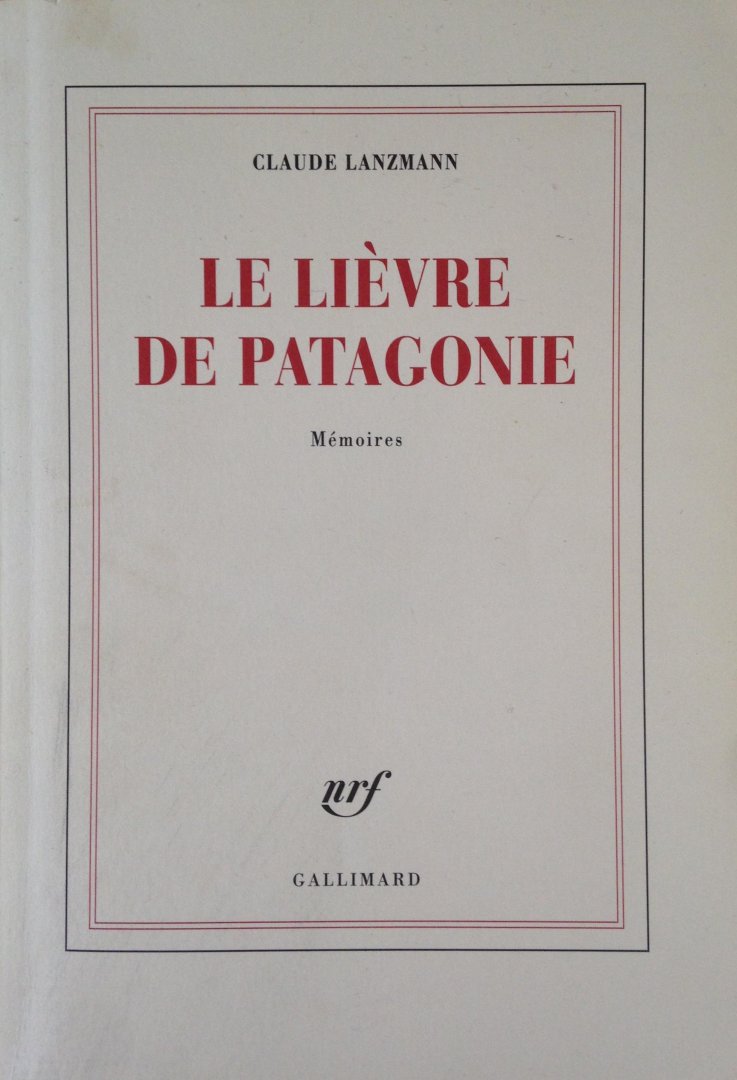 CLAUDE LANZMANN
LE LIÈVRE
DE PATAGONIE
Mémoires
nrf
GALLIMARD